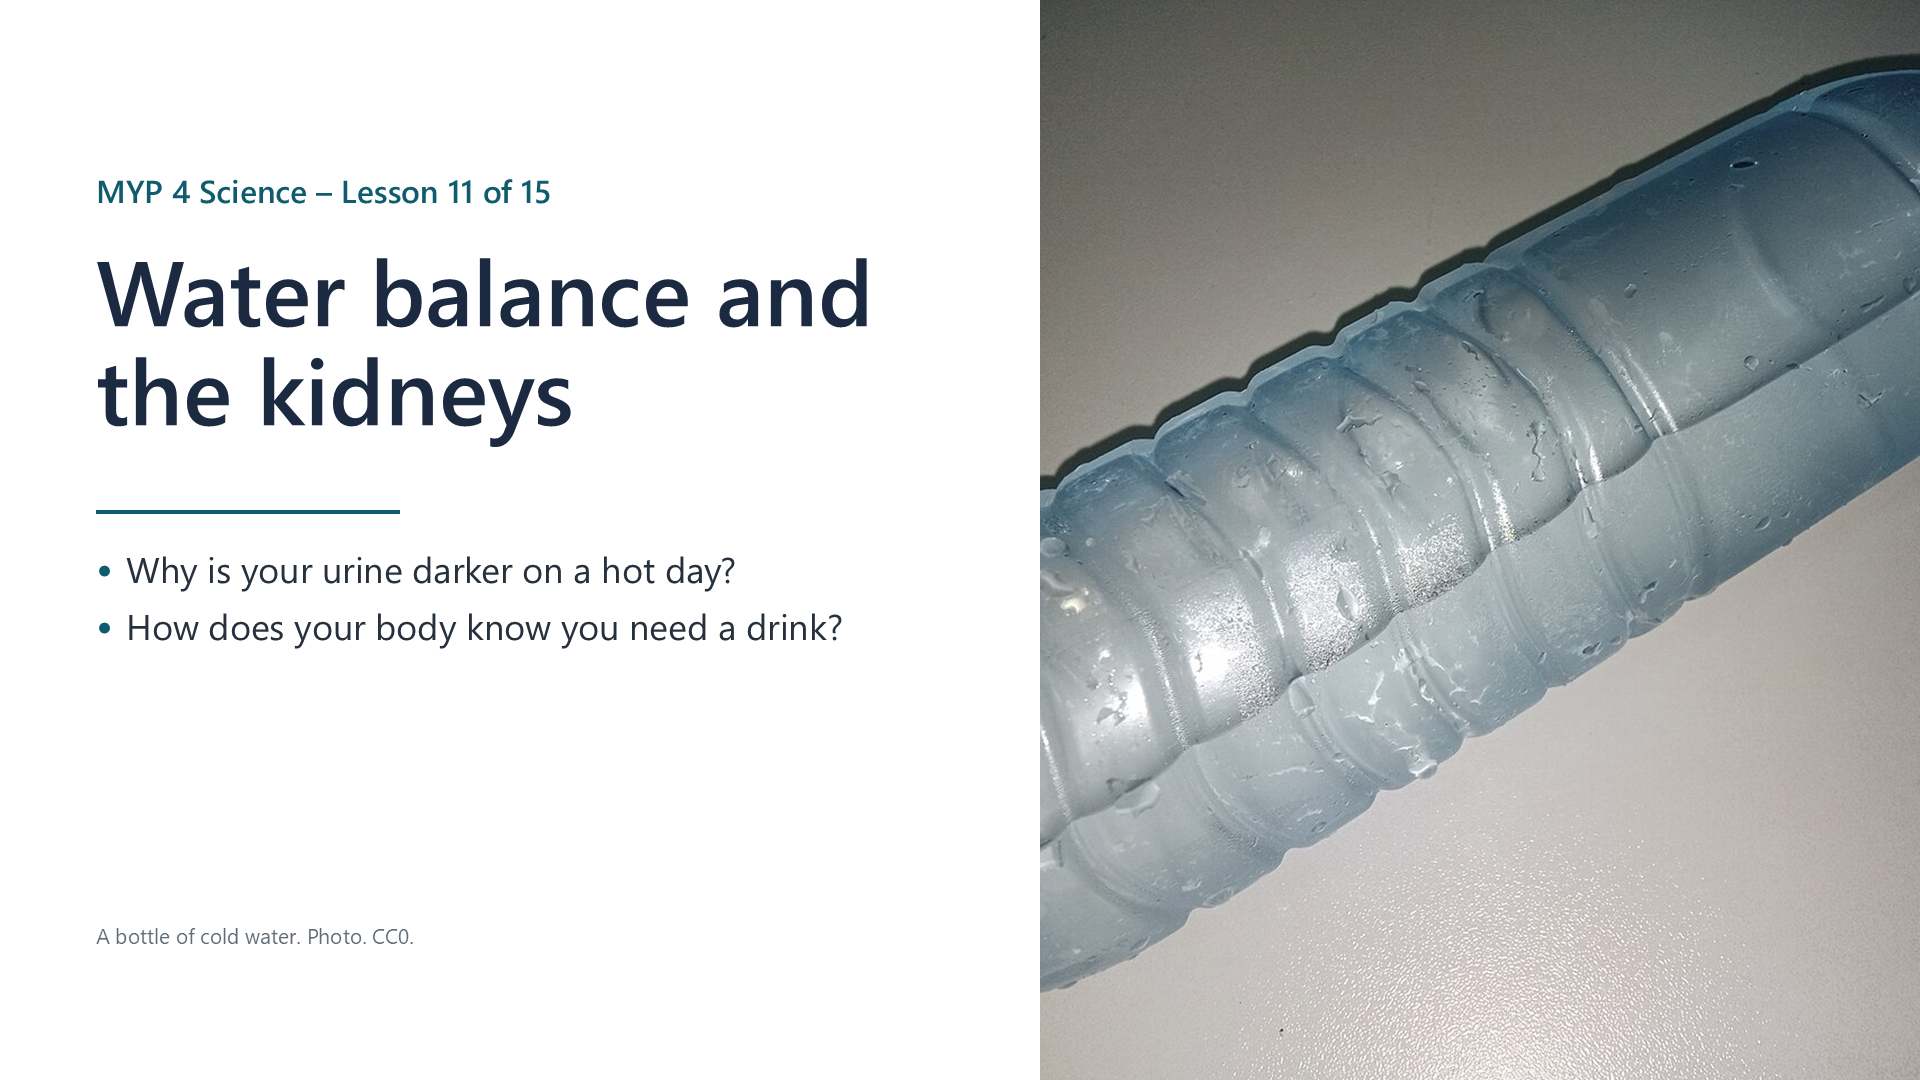 MYP 4 Science – Lesson 11 of 15
Water balance and
the kidneys
• Why is your urine darker on a hot day?
• How does your body know you need a drink?
A bottle of cold water. Photo. CC0.